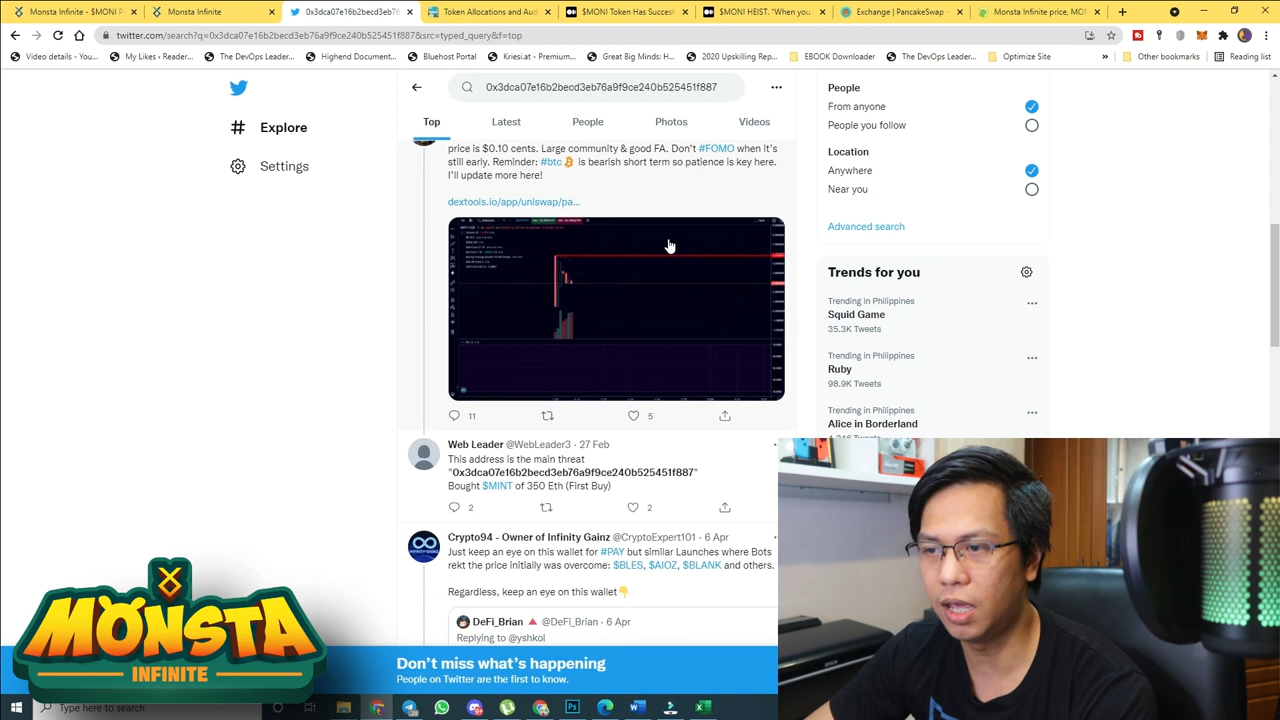 Monsta Infinite - $MONI P
Monsta Infinite
0x3dca07e16b2becd3eb76
Token Allocations and Aud
$MONI Token Has Success
$MONI HEIST. "When you
Exchange | PancakeSwap
Monsta Infinite price, MON
twitter.com/search?q=0x3dca07e16b2becd3eb76a9f9ce240b525451f887&src=typed_query&f=top
Video details - You...
My Likes ‹ Reader...
The DevOps Leader...
Highend Document...
Bluehost Portal
Kriesi.at - Premium...
Great Big Minds: H...
2020 Upskilling Rep...
EBOOK Downloader
The DevOps Leader...
Optimize Site
»
Other bookmarks
Reading list
Explore
Settings
0x3dca07e16b2becd3eb76a9f9ce240b525451f887
Top
Latest
People
Photos
Videos
price is $0.10 cents. Large community & good FA. Don't #FOMO when it's
still early. Reminder: #btc is bearish short term so patience is key here.
I'll update more here!
dextools.io/app/uniswap/pa...
11
5
Web Leader @WebLeader3 · 27 Feb
This address is the main threat
"0x3dca07e16b2becd3eb76a9f9ce240b525451f887"
Bought $MINT of 350 Eth (First Buy)
2
2
Crypto94 - Owner of Infinity Gainz @CryptoExpert101 · 6 Apr
Just keep an eye on this wallet for #PAY but similar Launches where Bots
rekt the price initially was overcome: $BLES, $AIOZ, $BLANK and others.
Regardless, keep an eye on this wallet
DeFi_Brian @DeFi_Brian · 6 Apr
Replying to @yshkol
People
From anyone
People you follow
Location
Anywhere
Near you
Advanced search
Trends for you
Trending in Philippines
Squid Game
35.3K Tweets
Trending in Philippines
Ruby
98.9K Tweets
Trending in Philippines
Alice in Borderland
MONSTA
INFINITE
Don't miss what's happening
People on Twitter are the first to know.
Type here to search